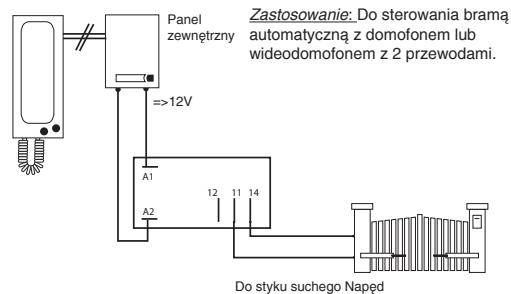 Panel
zewnętrzny
Zastosowanie: Do sterowania bramą
automatyczną z domofonem lub
wideodomofonem z 2 przewodami.
=>12V
A1
12 11 14
A2
Do styku suchego Napęd